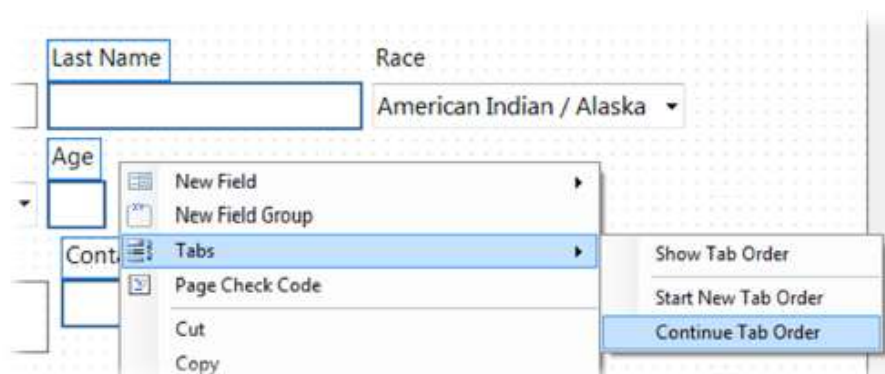 Last Name
Race
American Indian / Alaska
Age
New Field
New Field Group
Conta
Tabs
Show Tab Order
Page Check Code
Start New Tab Order
Cut
Continue Tab Order
Copy